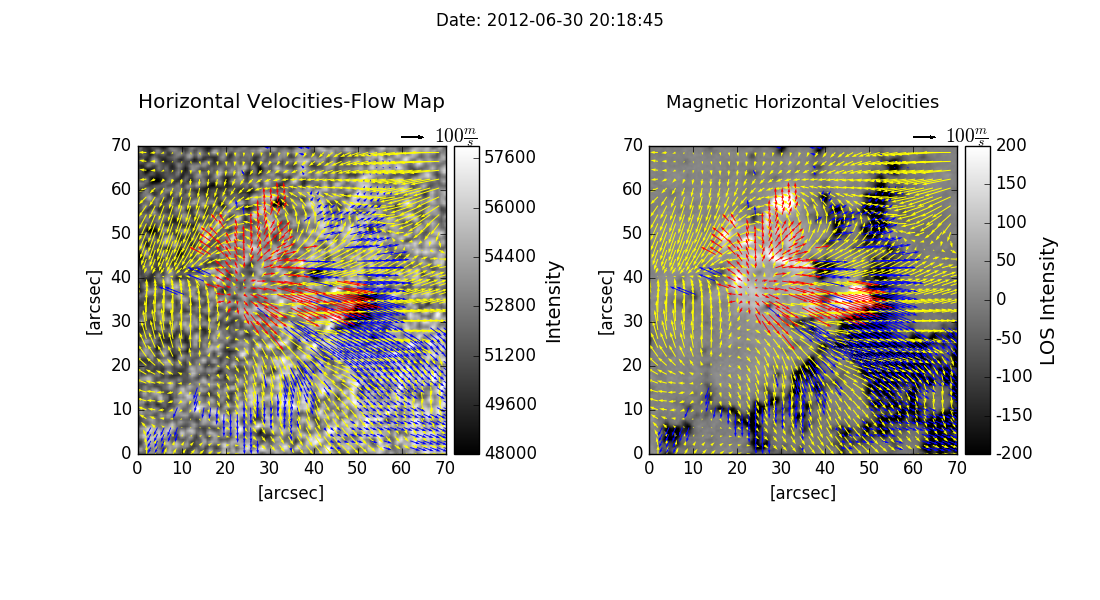 Date: 2012-06-30 20:18:45
Horizontal Velocities-Flow Map
100 m/s
70
60
50
40
30
20
10
0
[arcsec]
0 10 20 30 40 50 60 70
[arcsec]
57600
56000
54400
52800
51200
49600
48000
Intensity
Magnetic Horizontal Velocities
100 m/s
70
60
50
40
30
20
10
0
[arcsec]
0 10 20 30 40 50 60 70
[arcsec]
200
150
100
50
0
-50
-100
-150
-200
LOS Intensity